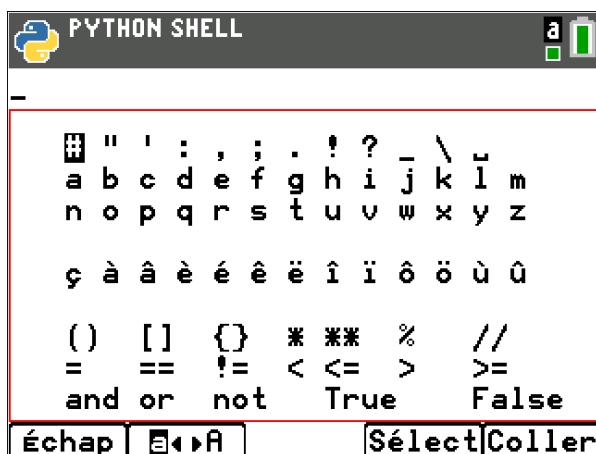 PYTHON SHELL a
_
# " ' : , ; . ! ? _ \ ␣
a b c d e f g h i j k l m
n o p q r s t u v w x y z
ç à â è é ê ë î ï ô ö ù û
() [] {} * ** % //
= == != < <= > >=
and or not True False
échap a◂▸A Sélect Coller